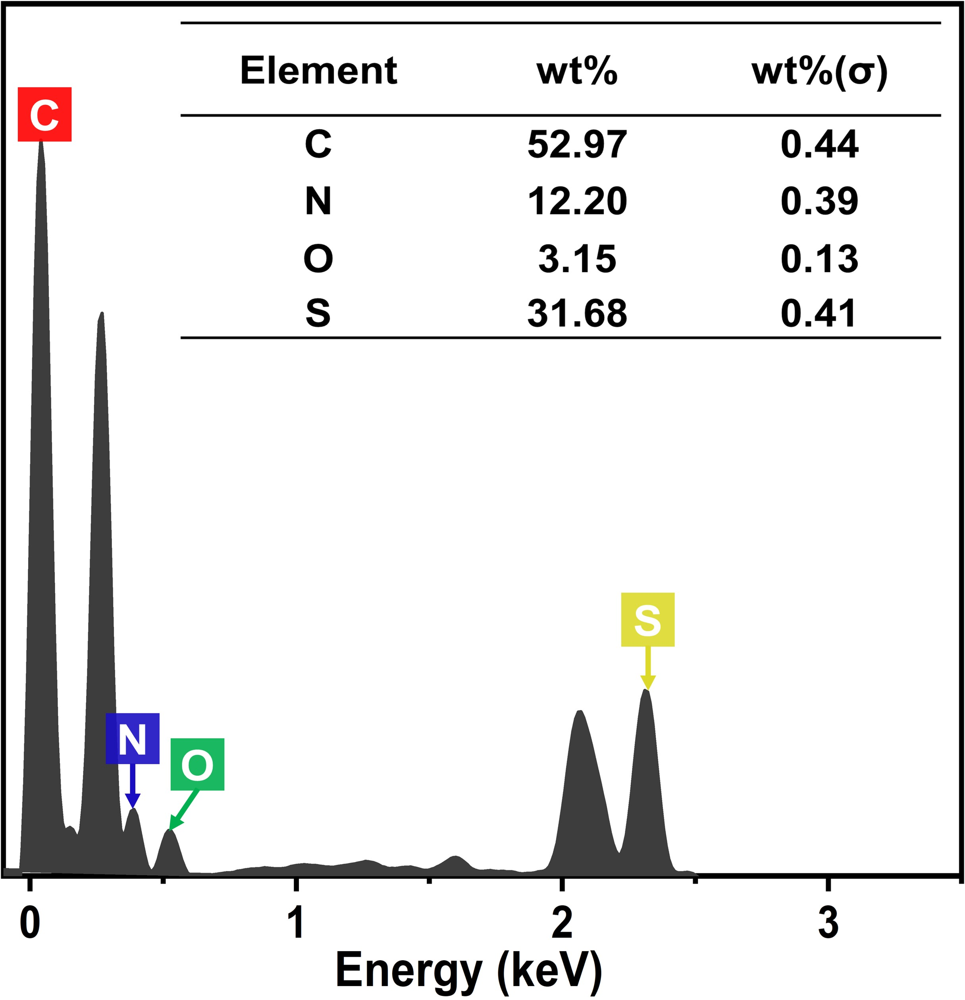 Element wt% wt%(σ)
C
C 52.97 0.44
N 12.20 0.39
O 3.15 0.13
S 31.68 0.41
S
N
O
0 1 2 3
Energy (keV)